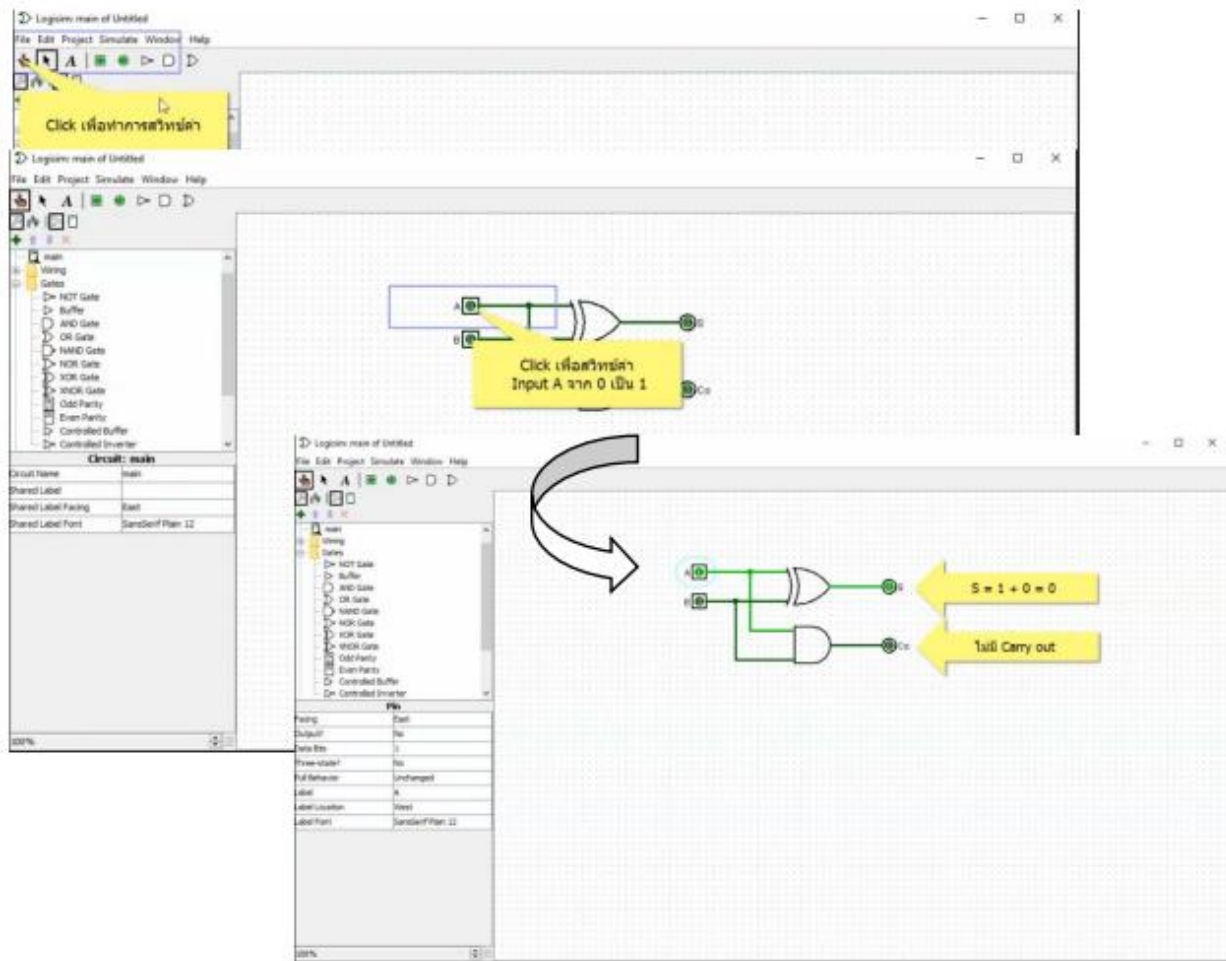 Logisim: main of Untitled
File Edit Project Simulate Window Help
A
Click เพื่อทำการสวิทช์ค่า
Logisim: main of Untitled
File Edit Project Simulate Window Help
A
main
Wiring
Gates
NOT Gate
Buffer
AND Gate
OR Gate
NAND Gate
NOR Gate
XOR Gate
XNOR Gate
Odd Parity
Even Parity
Controlled Buffer
Controlled Inverter
Circuit: main
Circuit Name main
Shared Label
Shared Label Facing East
Shared Label Font SansSerif Plain 12
100%
A
S
B
Co
Click เพื่อสวิทช์ค่า
Input A จาก 0 เป็น 1
Logisim: main of Untitled
File Edit Project Simulate Window Help
A
main
Wiring
Gates
NOT Gate
Buffer
AND Gate
OR Gate
NAND Gate
NOR Gate
XOR Gate
XNOR Gate
Odd Parity
Even Parity
Controlled Buffer
Controlled Inverter
Pin
Facing East
Output? No
Data Bits 1
Three-state? No
Pull Behavior Unchanged
Label A
Label Location West
Label Font SansSerif Plain 12
100%
A
S
B
Co
S = 1 + 0 = 0
ไม่มี Carry out